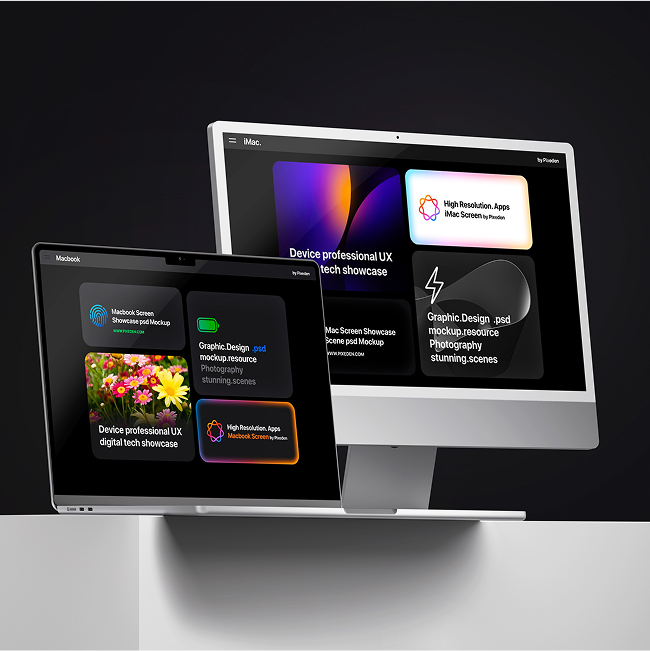 iMac.
by Pixeden
Device professional UX
tech showcase
High Resolution. Apps
iMac Screen by Pixeden
Mac Screen Showcase
Scene psd Mockup
WWW.PIXEDEN.COM
Graphic.Design .psd
mockup.resource
Photography
stunning.scenes
Macbook
by Pixeden
Macbook Screen
Showcase psd Mockup
WWW.PIXEDEN.COM
Graphic.Design .psd
mockup.resource
Photography
stunning.scenes
Device professional UX
digital tech showcase
High Resolution. Apps
Macbook Screen by Pixeden